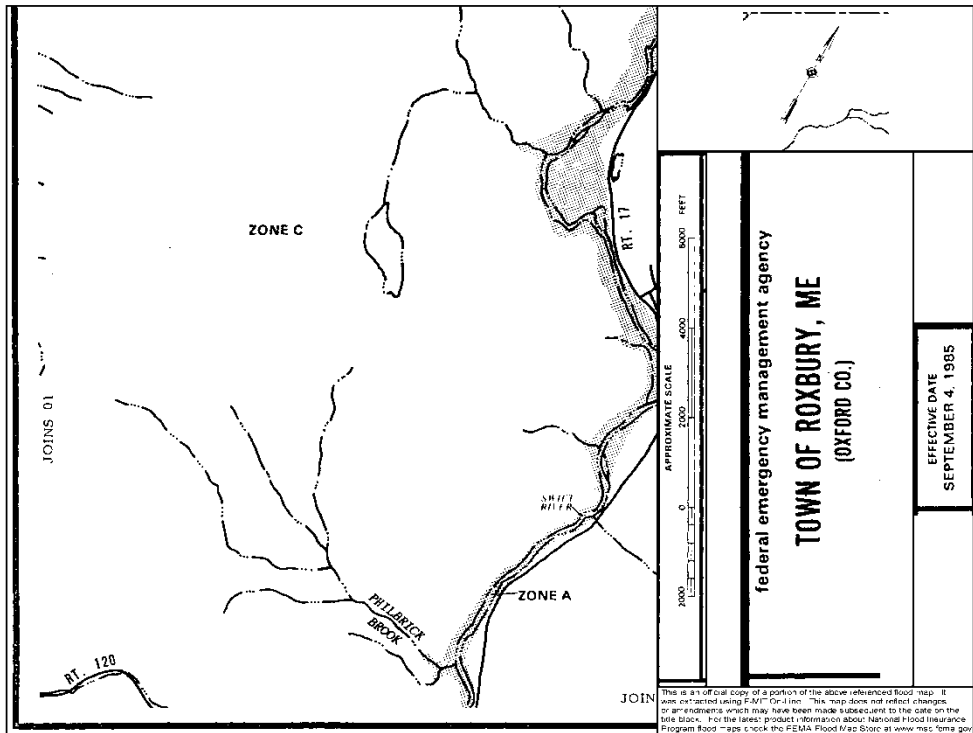 ZONE C
RT. 17
JOINS 01
SWIFT
RIVER
ZONE A
PHILBRICK
BROOK
RT. 120
JOIN
APPROXIMATE SCALE
2000 0 2000 4000 6000 FEET
federal emergency management agency
TOWN OF ROXBURY, ME
(OXFORD CO.)
EFFECTIVE DATE
SEPTEMBER 4, 1985
This is an official copy of a portion of the above referenced flood map. It
was extracted using F-MIT On-Line. This map does not reflect changes
or amendments which may have been made subsequent to the date on the
title block. For the latest product information about National Flood Insurance
Program flood maps check the FEMA Flood Map Store at www.msc.fema.gov